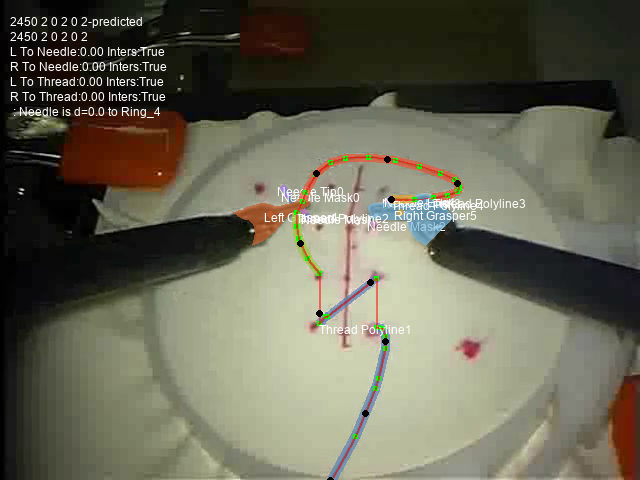 2450 2 0 2 0 2-predicted
2450 2 0 2 0 2
L To Needle:0.00 Inters:True
R To Needle:0.00 Inters:True
L To Thread:0.00 Inters:True
R To Thread:0.00 Inters:True
: Needle is d=0.0 to Ring_4
Needle Tip0
Needle Mask0
Polyline3
Right Grasper5
Needle Mask2
Thread Polyline1